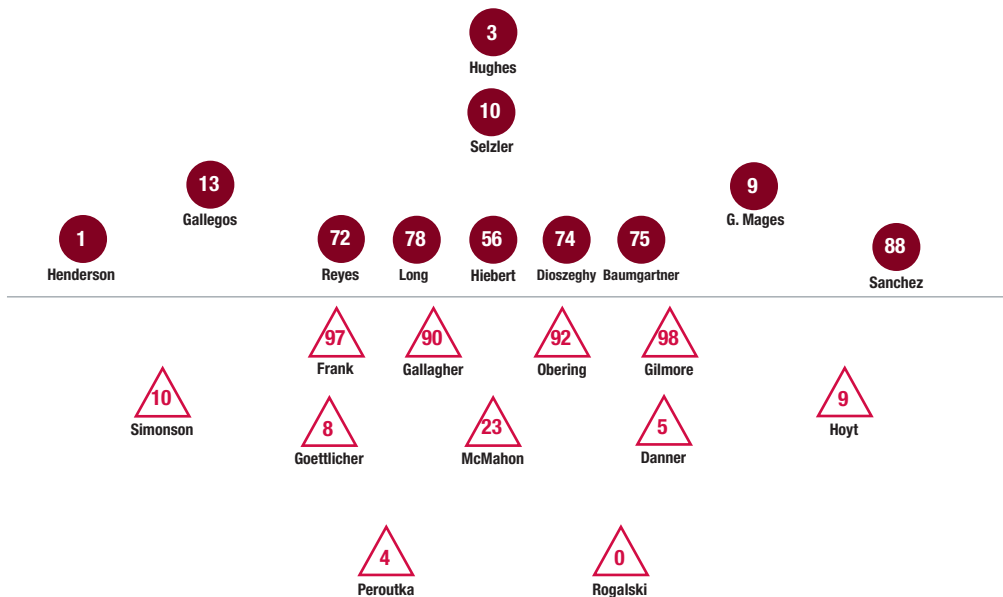 3
Hughes
10
Selzler
13
Gallegos
9
G. Mages
1
Henderson
72
Reyes
78
Long
56
Hiebert
74
Dioszeghy
75
Baumgartner
88
Sanchez
97
Frank
90
Gallagher
92
Obering
98
Gilmore
10
Simonson
8
Goettlicher
23
McMahon
5
Danner
9
Hoyt
4
Peroutka
0
Rogalski